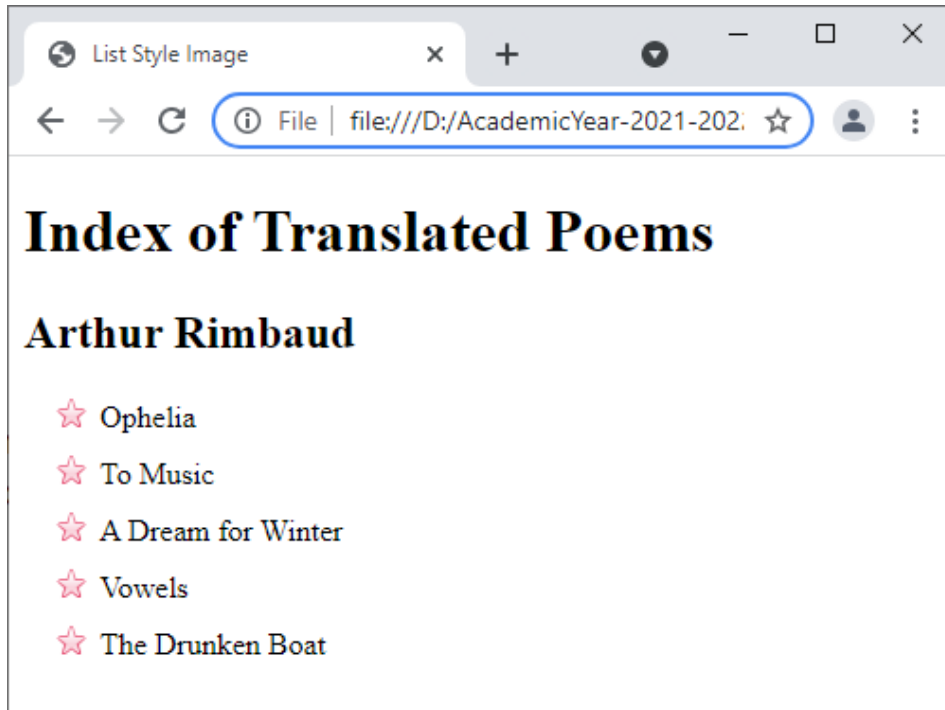 List Style Image
File file:///D:/AcademicYear-2021-202
Index of Translated Poems
Arthur Rimbaud
Ophelia
To Music
A Dream for Winter
Vowels
The Drunken Boat